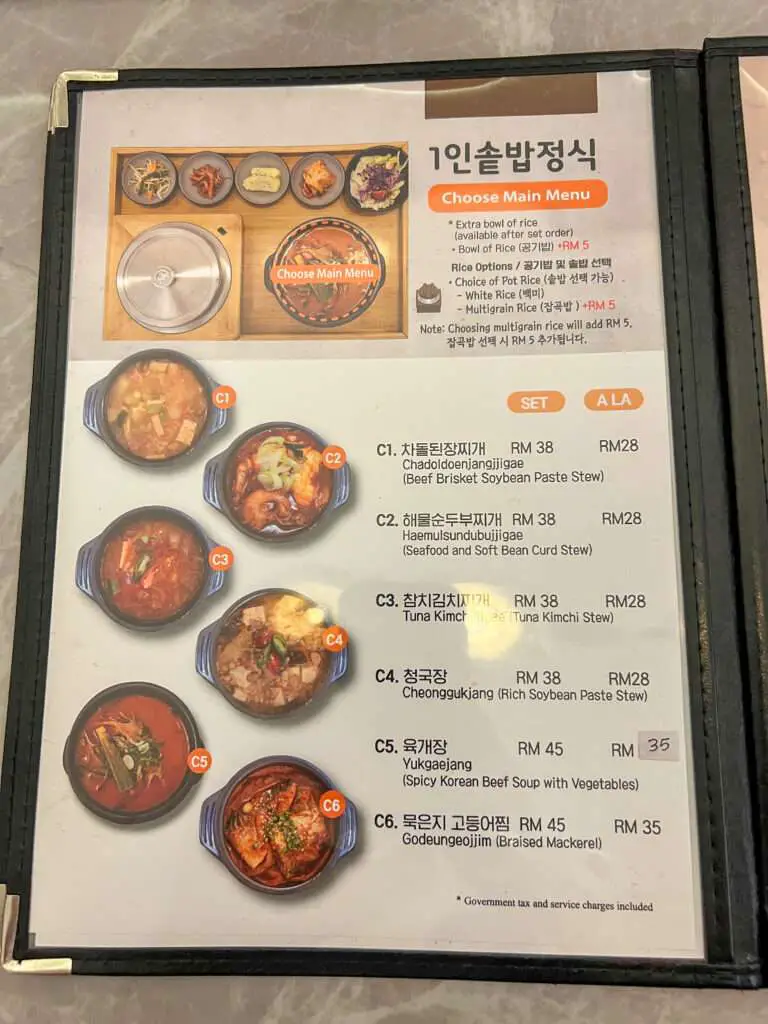 1인솥밥정식
Choose Main Menu
* Extra bowl of rice
(available after set order)
• Bowl of Rice (공기밥) +RM 5
Rice Options / 공기밥 및 솥밥 선택
• Choice of Pot Rice (솥밥 선택 가능)
- White Rice (백미)
- Multigrain Rice (잡곡밥 ) +RM 5
Note: Choosing multigrain rice will add RM 5.
잡곡밥 선택 시 RM 5 추가됩니다.
Choose Main Menu
C1
C2
C3
C4
C5
C6
SET A LA
C1. 차돌된장찌개 RM 38 RM28
Chadoldoenjangjjigae
(Beef Brisket Soybean Paste Stew)
C2. 해물순두부찌개 RM 38 RM28
Haemulsundubujjigae
(Seafood and Soft Bean Curd Stew)
C3. 참치김치찌개 RM 38 RM28
Tuna Kimch (Tuna Kimchi Stew)
C4. 청국장 RM 38 RM28
Cheonggukjang (Rich Soybean Paste Stew)
C5. 육개장 RM 45 RM 35
Yukgaejang
(Spicy Korean Beef Soup with Vegetables)
C6. 묵은지 고등어찜 RM 45 RM 35
Godeungeojjim (Braised Mackerel)
* Government tax and service charges included